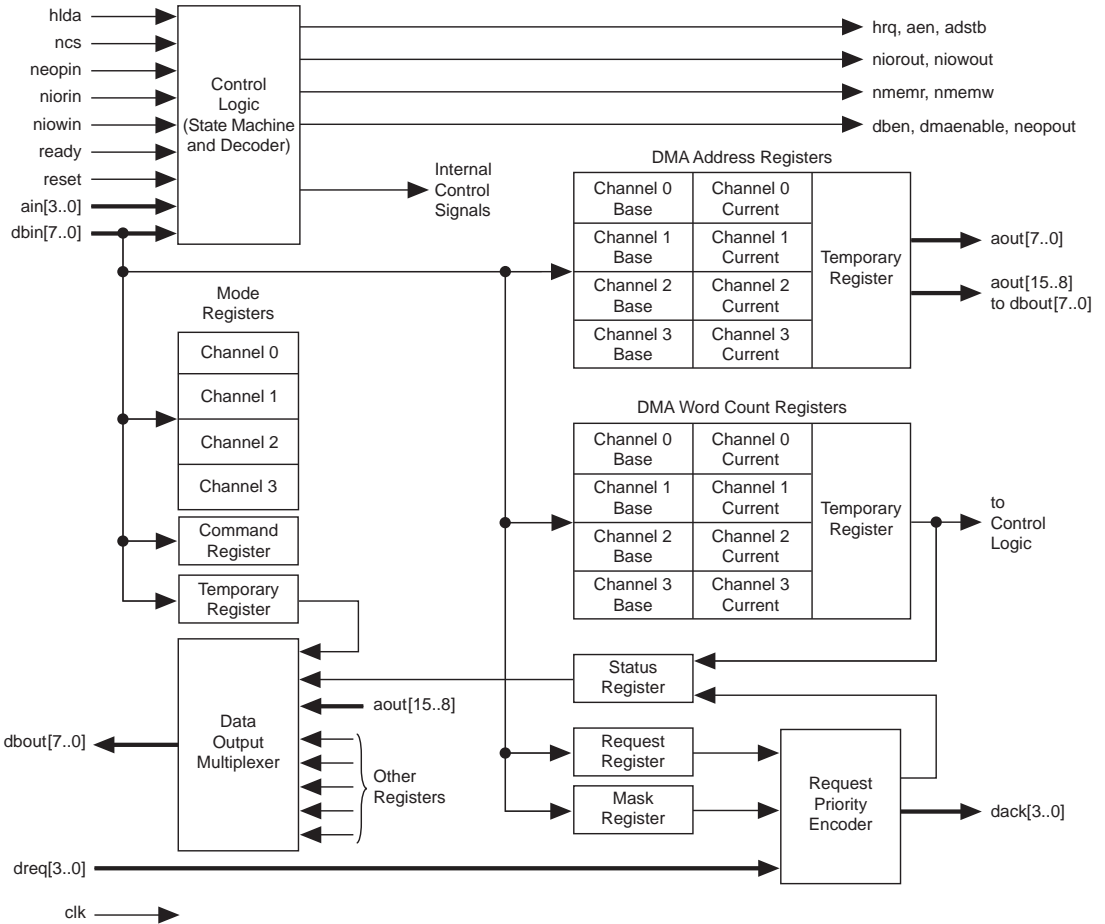 hlda
ncs
neopin
niorin
niowin
ready
reset
ain[3..0]
dbin[7..0]
Control
Logic
(State Machine
and Decoder)
hrq, aen, adstb
niorout, niowout
nmemr, nmemw
dben, dmaenable, neopout
Internal
Control
Signals
DMA Address Registers
Channel 0
Base
Channel 0
Current
Channel 1
Base
Channel 1
Current
Channel 2
Base
Channel 2
Current
Channel 3
Base
Channel 3
Current
Temporary
Register
aout[7..0]
aout[15..8]
to dbout[7..0]
Mode
Registers
Channel 0
Channel 1
Channel 2
Channel 3
Command
Register
Temporary
Register
DMA Word Count Registers
Channel 0
Base
Channel 0
Current
Channel 1
Base
Channel 1
Current
Channel 2
Base
Channel 2
Current
Channel 3
Base
Channel 3
Current
Temporary
Register
to
Control
Logic
Status
Register
aout[15..8]
Data
Output
Multiplexer
dbout[7..0]
Other
Registers
Request
Register
Mask
Register
Request
Priority
Encoder
dack[3..0]
dreq[3..0]
clk